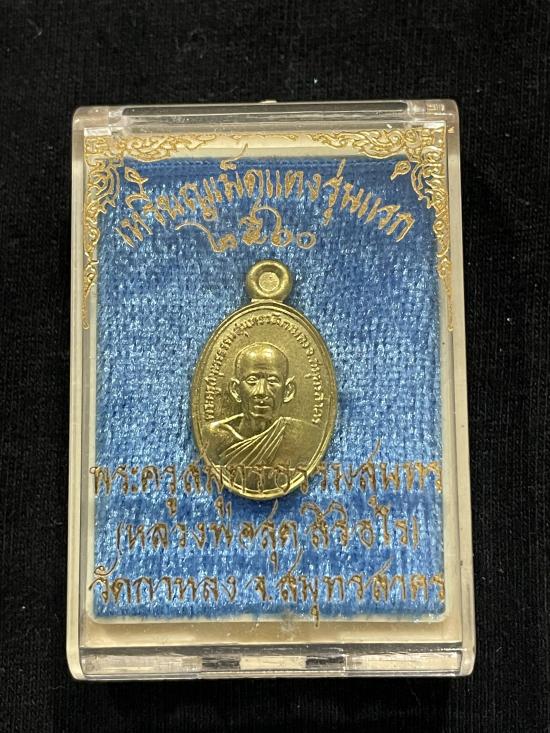 เหรียญเม็ดแตงรุ่นแรก
๒๕๖๐
พระครูสมุทรธรรมสุนทร
(หลวงพ่อสุด สิริธโร)
วัดกาหลง จ.สมุทรสาคร